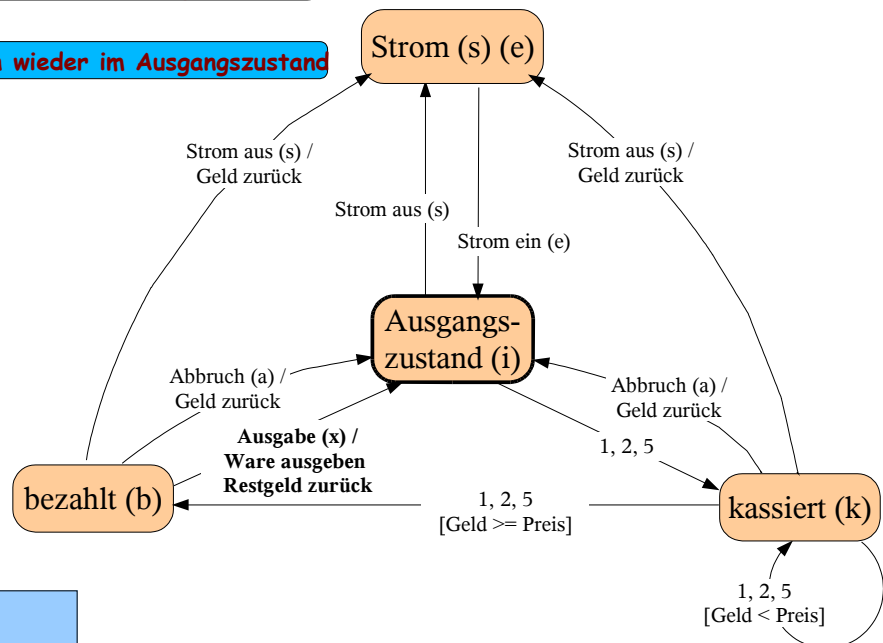 Strom (s) (e)
wieder im Ausgangszustand
Strom aus (s) /
Geld zurück
Strom aus (s) /
Geld zurück
Strom aus (s)
Strom ein (e)
Ausgangs-
zustand (i)
Abbruch (a) /
Geld zurück
Abbruch (a) /
Geld zurück
Ausgabe (x) /
Ware ausgeben
Restgeld zurück
1, 2, 5
bezahlt (b)
1, 2, 5
[Geld >= Preis]
kassiert (k)
1, 2, 5
[Geld < Preis]